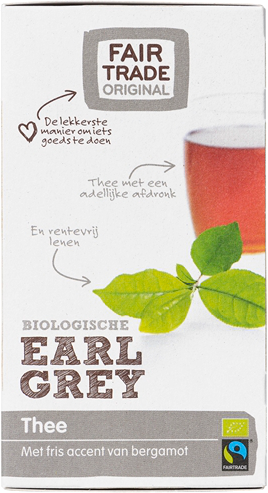 FAIR
TRADE
ORIGINAL
De lekkerste
manier om iets
goeds te doen
Thee met een
adellijke afdronk
En rentevrij
lenen
BIOLOGISCHE
EARL
GREY
Thee
Met fris accent van bergamot
FAIRTRADE